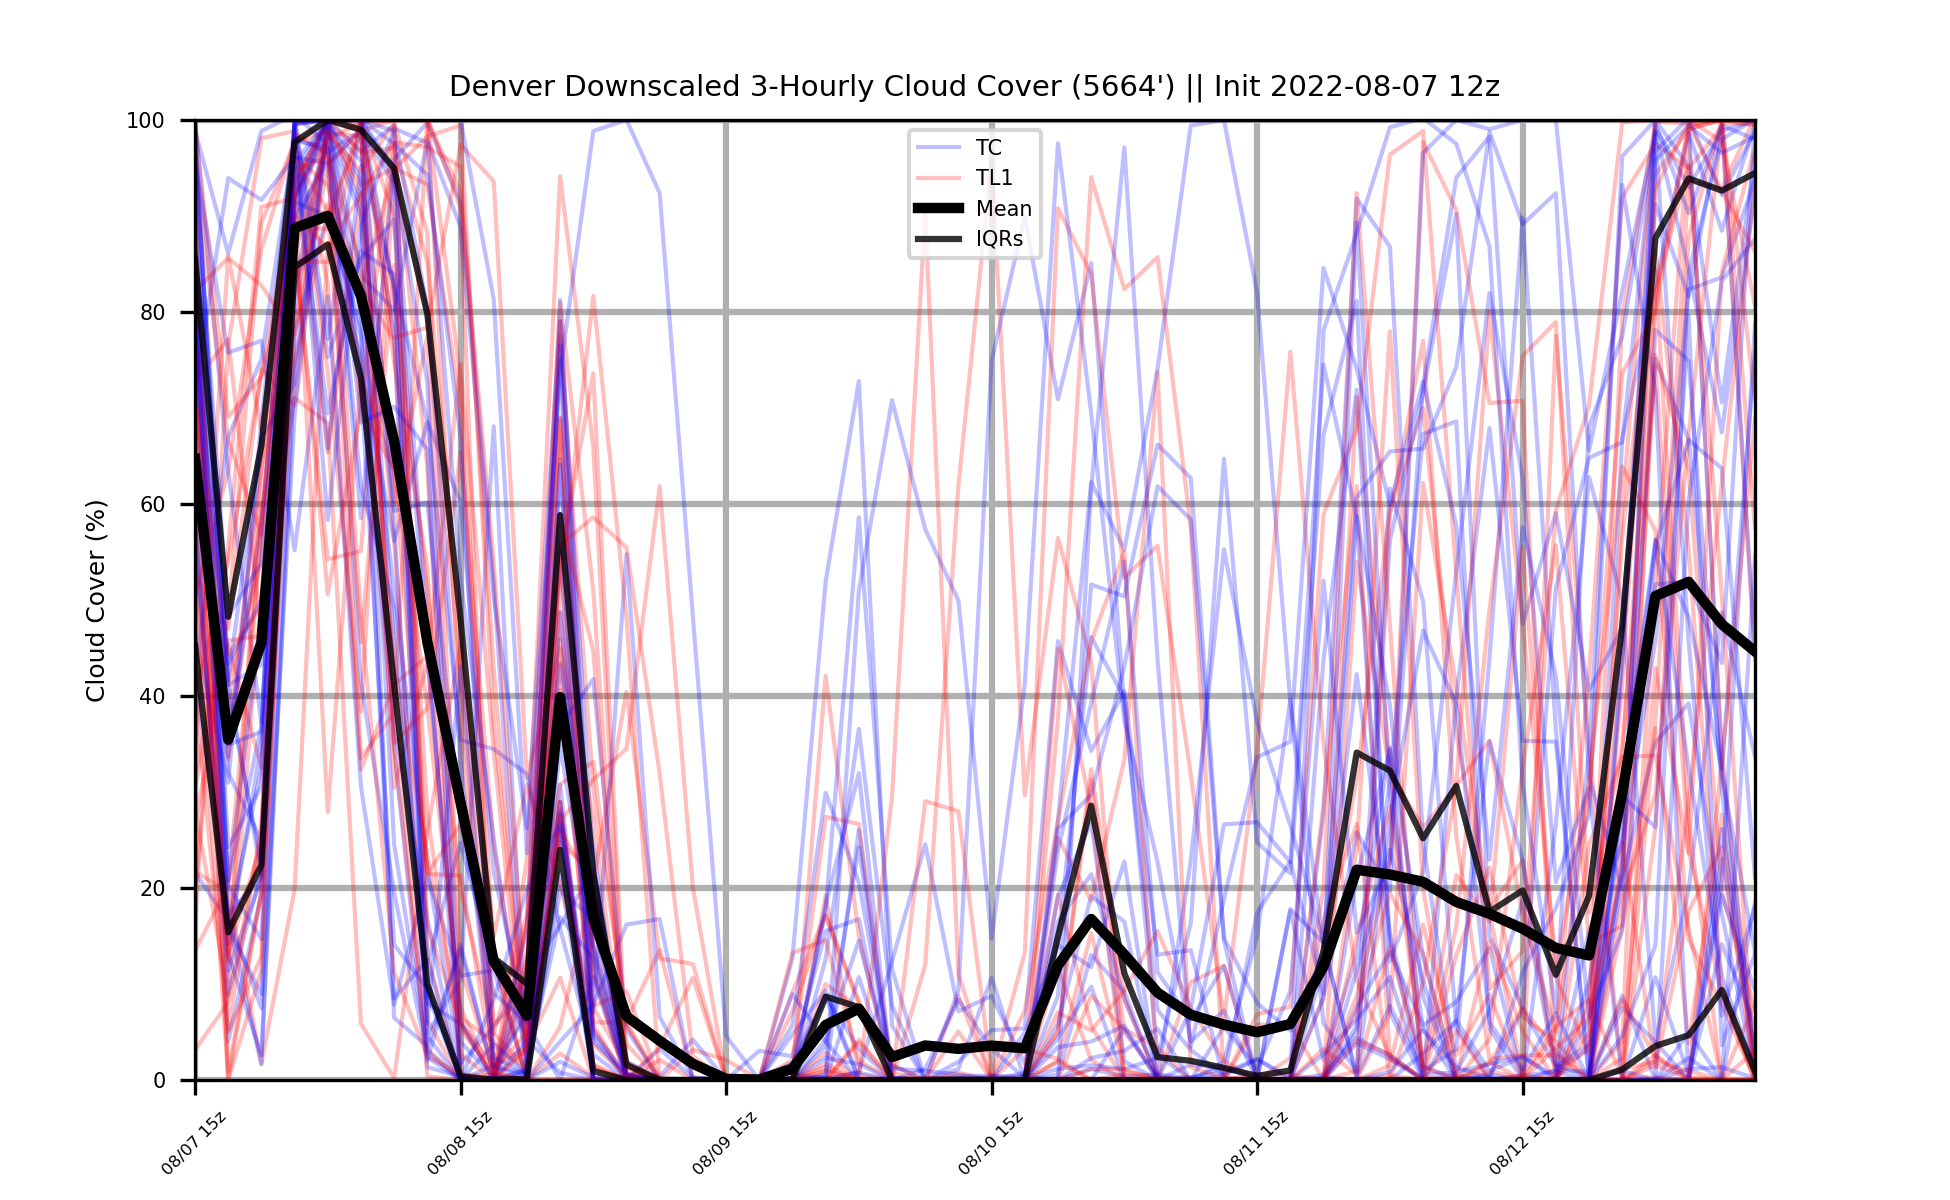 Denver Downscaled 3-Hourly Cloud Cover (5664') || Init 2022-08-07 12z
Cloud Cover (%)
100
80
60
40
20
0
TC
TL1
Mean
IQRs
08/07 15z
08/08 15z
08/09 15z
08/10 15z
08/11 15z
08/12 15z